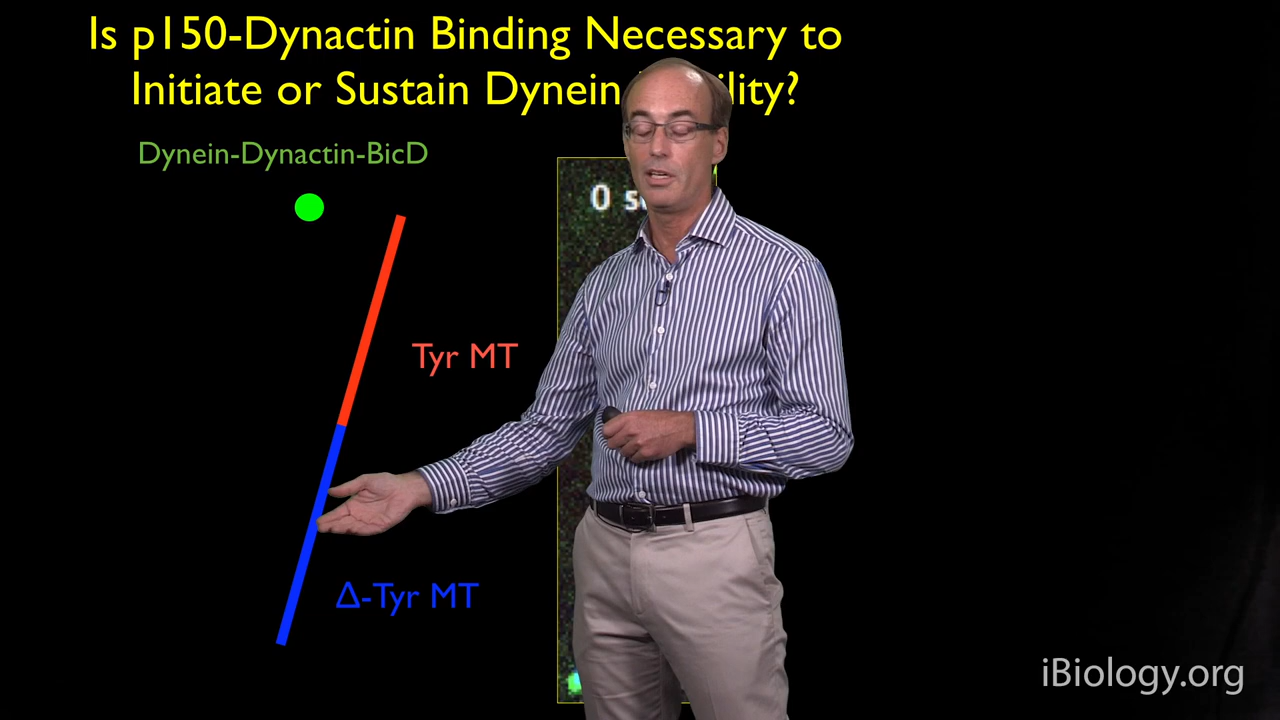 Is p150-Dynactin Binding Necessary to
Initiate or Sustain Dynein ility?
Dynein-Dynactin-BicD
0 s
Tyr MT
Δ-Tyr MT
iBiology.org